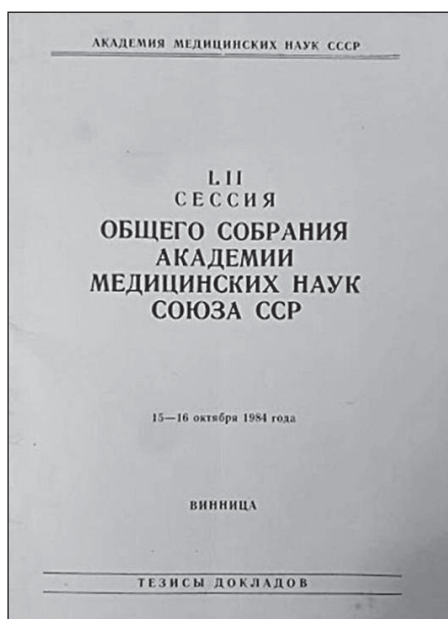 АКАДЕМИЯ МЕДИЦИНСКИХ НАУК СССР
LII
СЕССИЯ
ОБЩЕГО СОБРАНИЯ
АКАДЕМИИ
МЕДИЦИНСКИХ НАУК
СОЮЗА ССР
15—16 октября 1984 года
ВИННИЦА
ТЕЗИСЫ ДОКЛАДОВ